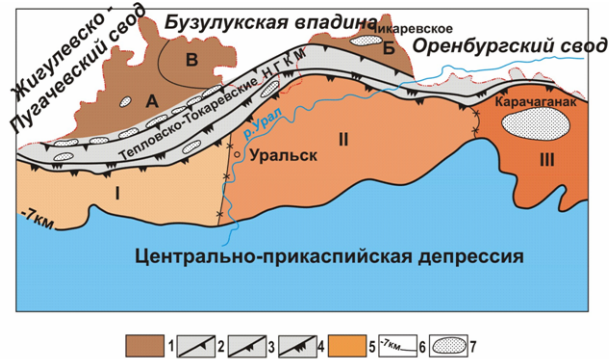 Жигулевско -
Пугачевский свод
Бузулукская впадина
Чикаревское
Оренбургский свод
А
В
Б
Тепловско-Токаревские НГКМ
р.Урал
Уральск
Карачаганак
I
II
III
-7км
Центрально-прикаспийская депрессия
1 2 3 4 5 -7км 6 7